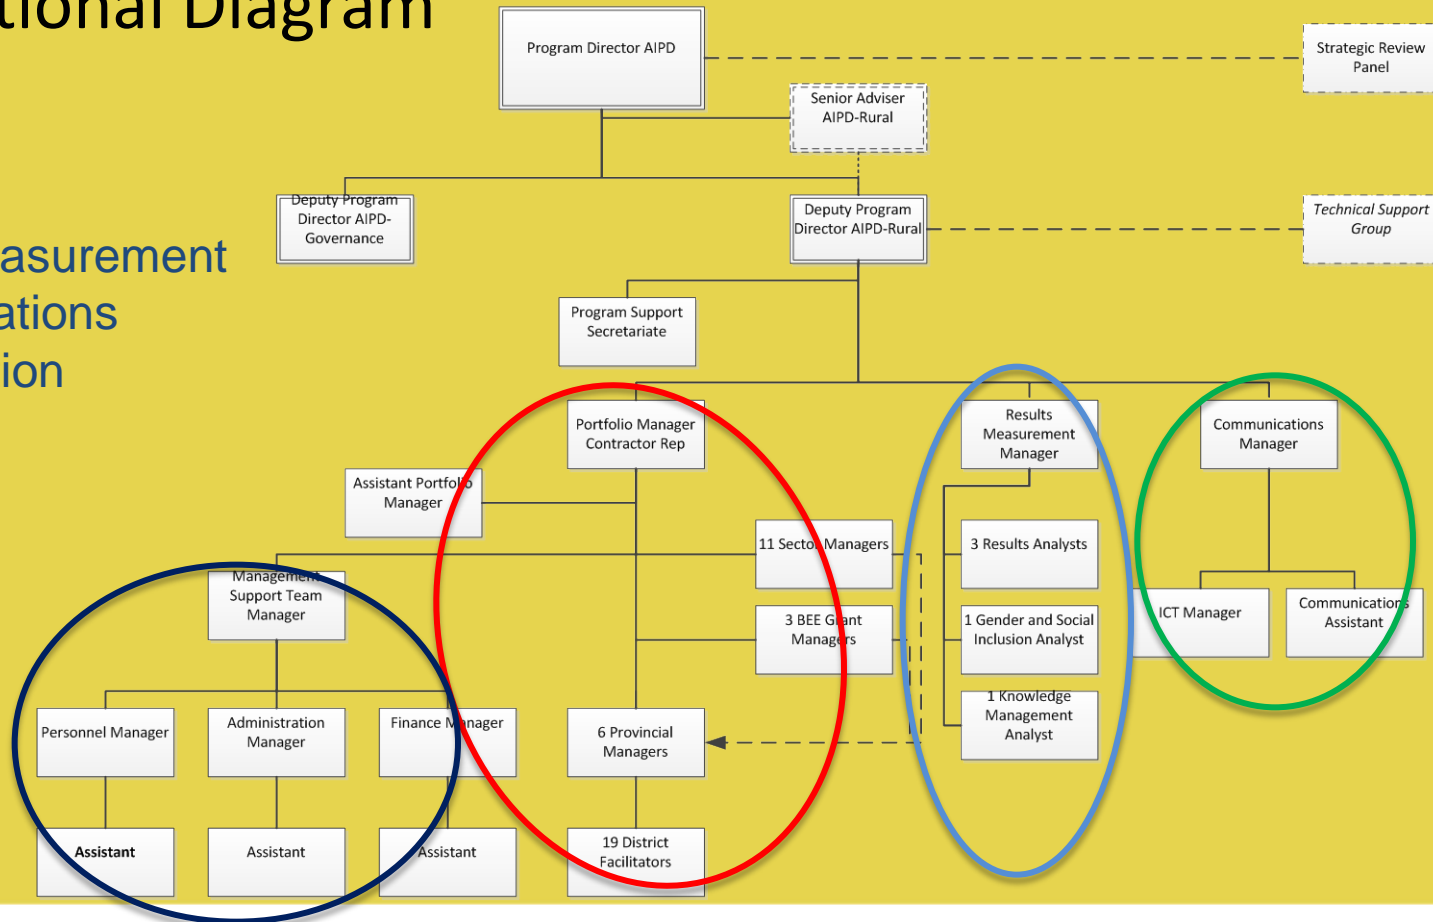 tional Diagram
Program Director AIPD
Strategic Review
Panel
Senior Adviser
AIPD-Rural
Deputy Program
Director AIPD-
Governance
Deputy Program
Director AIPD-Rural
Technical Support
Group
asurement
ations
ion
Program Support
Secretariate
Portfolio Manager
Contractor Rep
Results
Measurement
Manager
Communications
Manager
Assistant Portfolio
Manager
11 Sector Managers
3 Results Analysts
Management
Support Team
Manager
3 BEE Grant
Managers
1 Gender and Social
Inclusion Analyst
ICT Manager
Communications
Assistant
Personnel Manager
Administration
Manager
Finance Manager
6 Provincial
Managers
1 Knowledge
Management
Analyst
Assistant
Assistant
Assistant
19 District
Facilitators